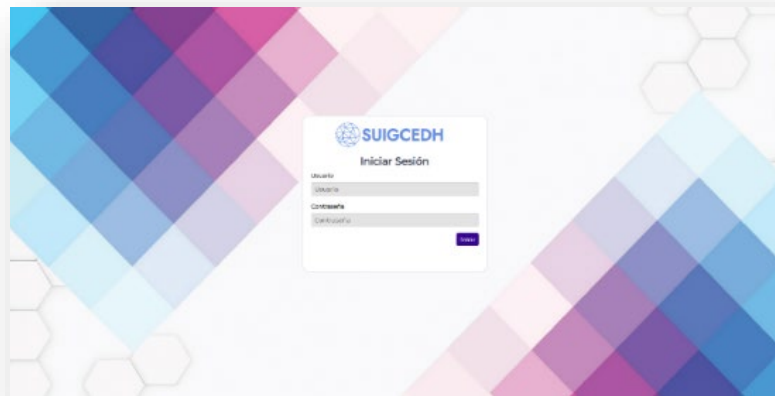 SUIGCEDH
Iniciar Sesión
Usuario
Usuario
Contraseña
Contraseña